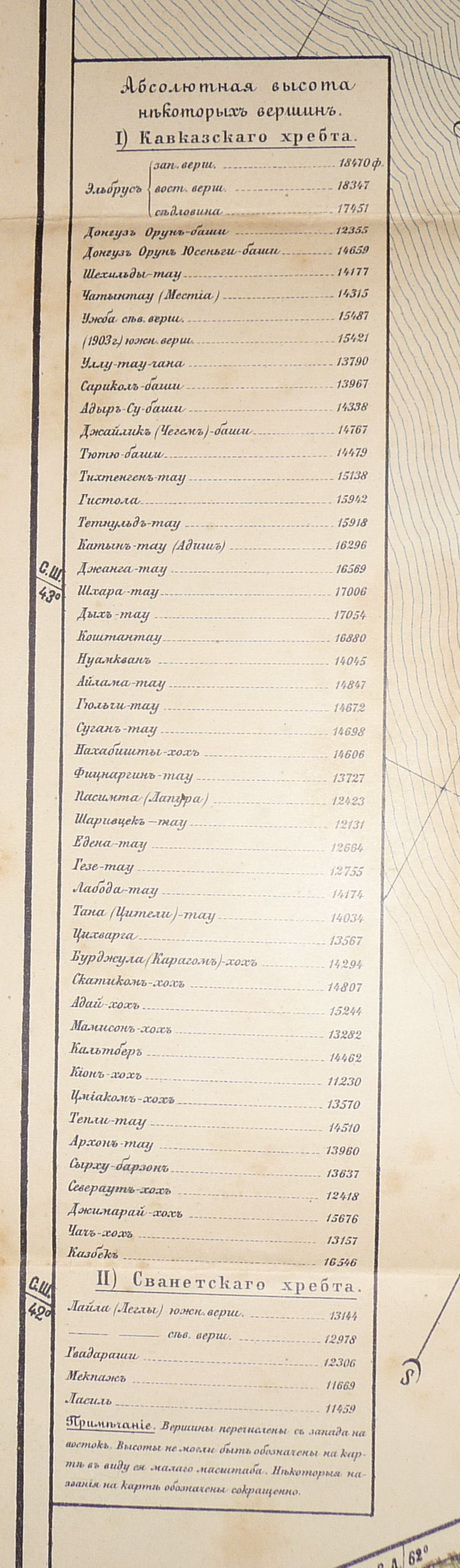 Абсолютная высота
нѣкоторыхъ вершинъ.
I) Кавказскаго хребта.
Эльбрусъ
зап. верш. 18470 ф.
вост. верш. 18347
сѣдловина 17451
Донгузъ Орунъ-баши 12355
Донгузъ Орунъ Юсеньги-баши 14659
Шехильды-тау 14177
Чатынтау (Местіа) 14315
Ужба сѣв. верш. 15487
(1903 г.) южн. верш. 15421
Уллу-тау-чана 13790
Сариколъ-баши 13967
Адыръ-Су-баши 14338
Джайликъ (Чегемъ)-баши 14767
Тютю-баши 14479
Тихтенгенъ-тау 15138
Гистола 15942
Тетнульдъ-тау 15918
Катынъ-тау (Адишъ) 16296
Джанга-тау 16569
Шхара-тау 17006
Дыхъ-тау 17054
Коштантау 16880
Нуамкванъ 14045
Айлама-тау 14847
Гюльчи-тау 14672
Суганъ-тау 14698
Нахабишты-хохъ 14606
Фицнаргинъ-тау 13727
Пасимта (Лапура) 12423
Шаривцекъ-тау 12131
Едена-тау 12664
Гезе-тау 12755
Лабода-тау 14174
Тана (Цители)-тау 14034
Цихварга 13567
Бурджула (Карагомъ)-хохъ 14294
Скатикомъ-хохъ 14807
Адай-хохъ 15244
Мамисонъ-хохъ 13282
Кальтберъ 14462
Кіонъ-хохъ 11230
Цміакомъ-хохъ 13570
Тепли-тау 14510
Архонъ-тау 13960
Сырху-барзонъ 13637
Севераутъ-хохъ 12418
Джимарай-хохъ 15676
Чачъ-хохъ 13157
Казбекъ 16546
II) Сванетскаго хребта.
Лайла (Леглы) южн. верш. 13144
—— —— сѣв. верш. 12978
Гвадараши 12306
Мекпажъ 11669
Ласиль 11459
Примѣчаніе. Вершины перечислены съ запада на
востокъ. Высоты не могли быть обозначены на кар-
тѣ въ виду ея малаго масштаба. Нѣкоторыя на-
званія на картѣ обозначены сокращенно.
С.Ш.
43°
С.Ш.
42°
62°